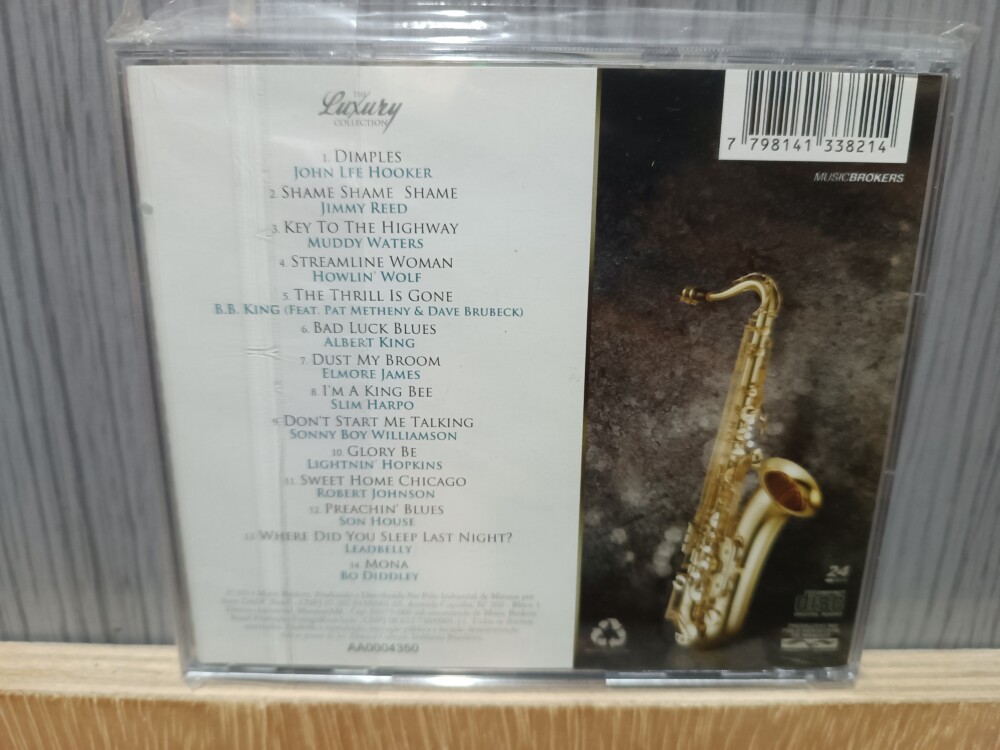 THE
Luxury
COLLECTION
1. DIMPLES
JOHN LEE HOOKER
2. SHAME SHAME SHAME
JIMMY REED
3. KEY TO THE HIGHWAY
MUDDY WATERS
4. STREAMLINE WOMAN
HOWLIN' WOLF
5. THE THRILL IS GONE
B.B. KING (FEAT. PAT METHENY & DAVE BRUBECK)
6. BAD LUCK BLUES
ALBERT KING
7. DUST MY BROOM
ELMORE JAMES
8. I'M A KING BEE
SLIM HARPO
9. DON'T START ME TALKING
SONNY BOY WILLIAMSON
10. GLORY BE
LIGHTNIN' HOPKINS
11. SWEET HOME CHICAGO
ROBERT JOHNSON
12. PREACHIN' BLUES
SON HOUSE
13. WHERE DID YOU SLEEP LAST NIGHT?
LEADBELLY
14. MONA
BO DIDDLEY
AA0004350
7 798141 338214
MUSICBROKERS
24
disc